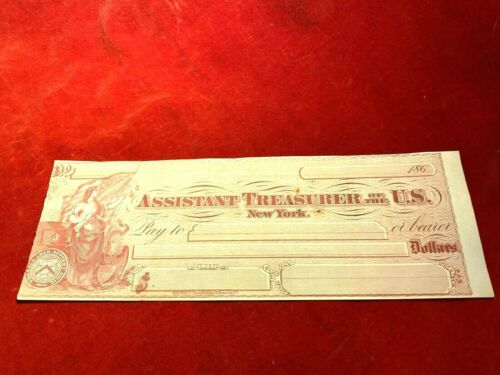 186
ASSISTANT TREASURER OF THE U.S.
New York.
Pay to or bearer
Dollars
$